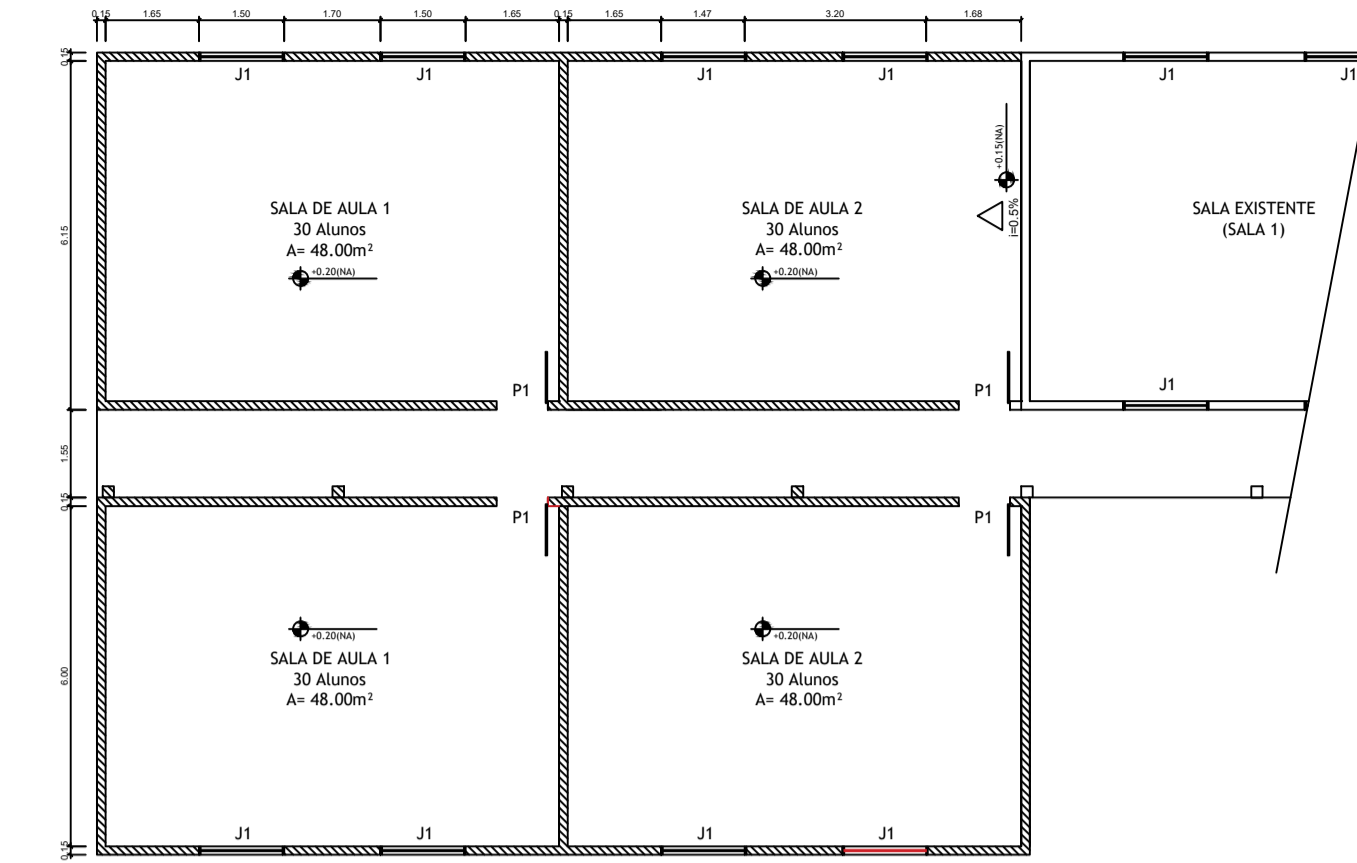 0.15 1.65 1.50 1.70 1.50 1.65 0.15 1.65 1.47 3.20 1.68
0.15
J1 J1 J1 J1 J1 J1
+0.15(NA)
i=0.5%
SALA DE AULA 1
30 Alunos
A= 48.00m²
+0.20(NA)
SALA DE AULA 2
30 Alunos
A= 48.00m²
+0.20(NA)
SALA EXISTENTE
(SALA 1)
6.15
P1 P1 J1
1.55
0.15
P1 P1
+0.20(NA)
SALA DE AULA 1
30 Alunos
A= 48.00m²
+0.20(NA)
SALA DE AULA 2
30 Alunos
A= 48.00m²
6.00
J1 J1 J1 J1
0.15